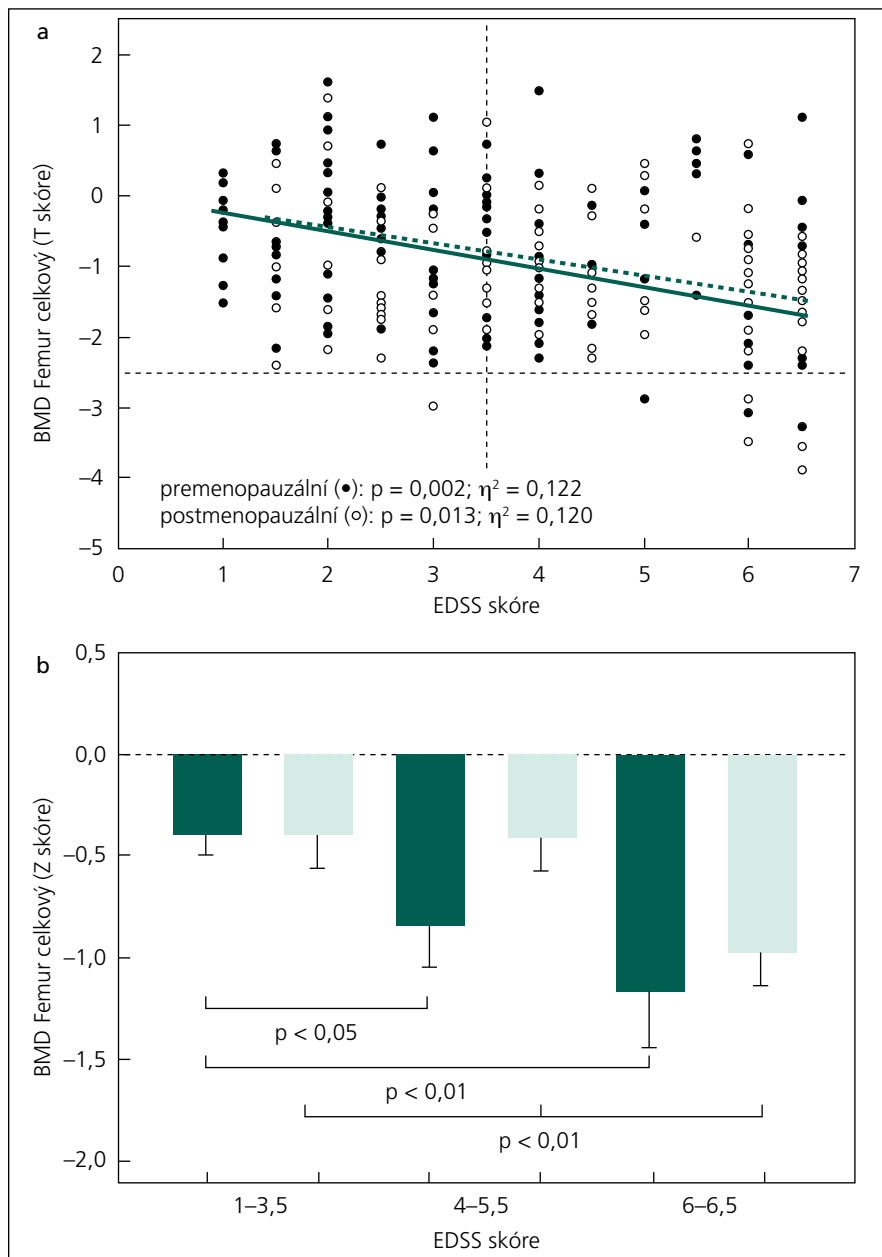 a
2
1
0
−1
−2
−3
−4
−5
BMD Femur celkový (T skóre)
premenopauzální (●): p = 0,002; η² = 0,122
postmenopauzální (○): p = 0,013; η² = 0,120
0 1 2 3 4 5 6 7
EDSS skóre
b
0,5
0,0
−0,5
−1,0
−1,5
−2,0
BMD Femur celkový (Z skóre)
p < 0,05
p < 0,01
p < 0,01
1–3,5 4–5,5 6–6,5
EDSS skóre